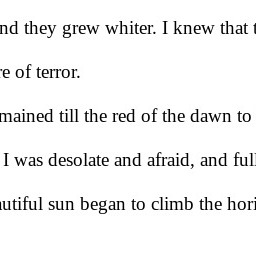 nd they grew whiter. I knew that
re of terror.
mained till the red of the dawn to
I was desolate and afraid, and full
utiful sun began to climb the hori